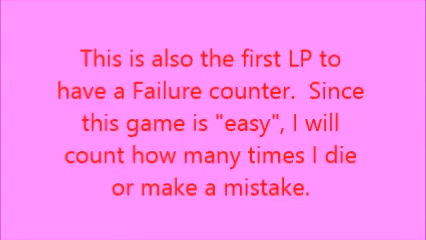 This is also the first LP to
have a Failure counter.  Since
this game is "easy", I will
count how many times I die
or make a mistake.